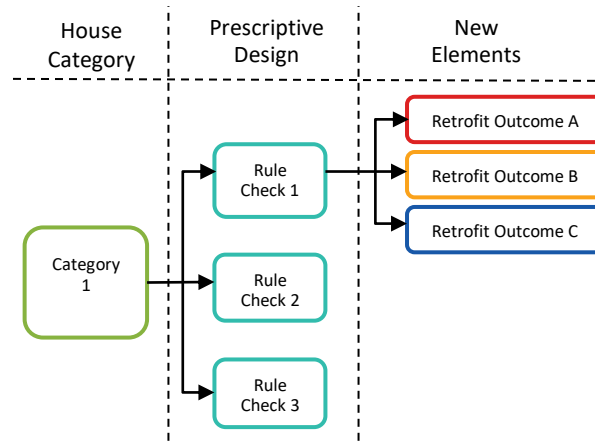 House
Category
Prescriptive
Design
New
Elements
Category
1
Rule
Check 1
Rule
Check 2
Rule
Check 3
Retrofit Outcome A
Retrofit Outcome B
Retrofit Outcome C